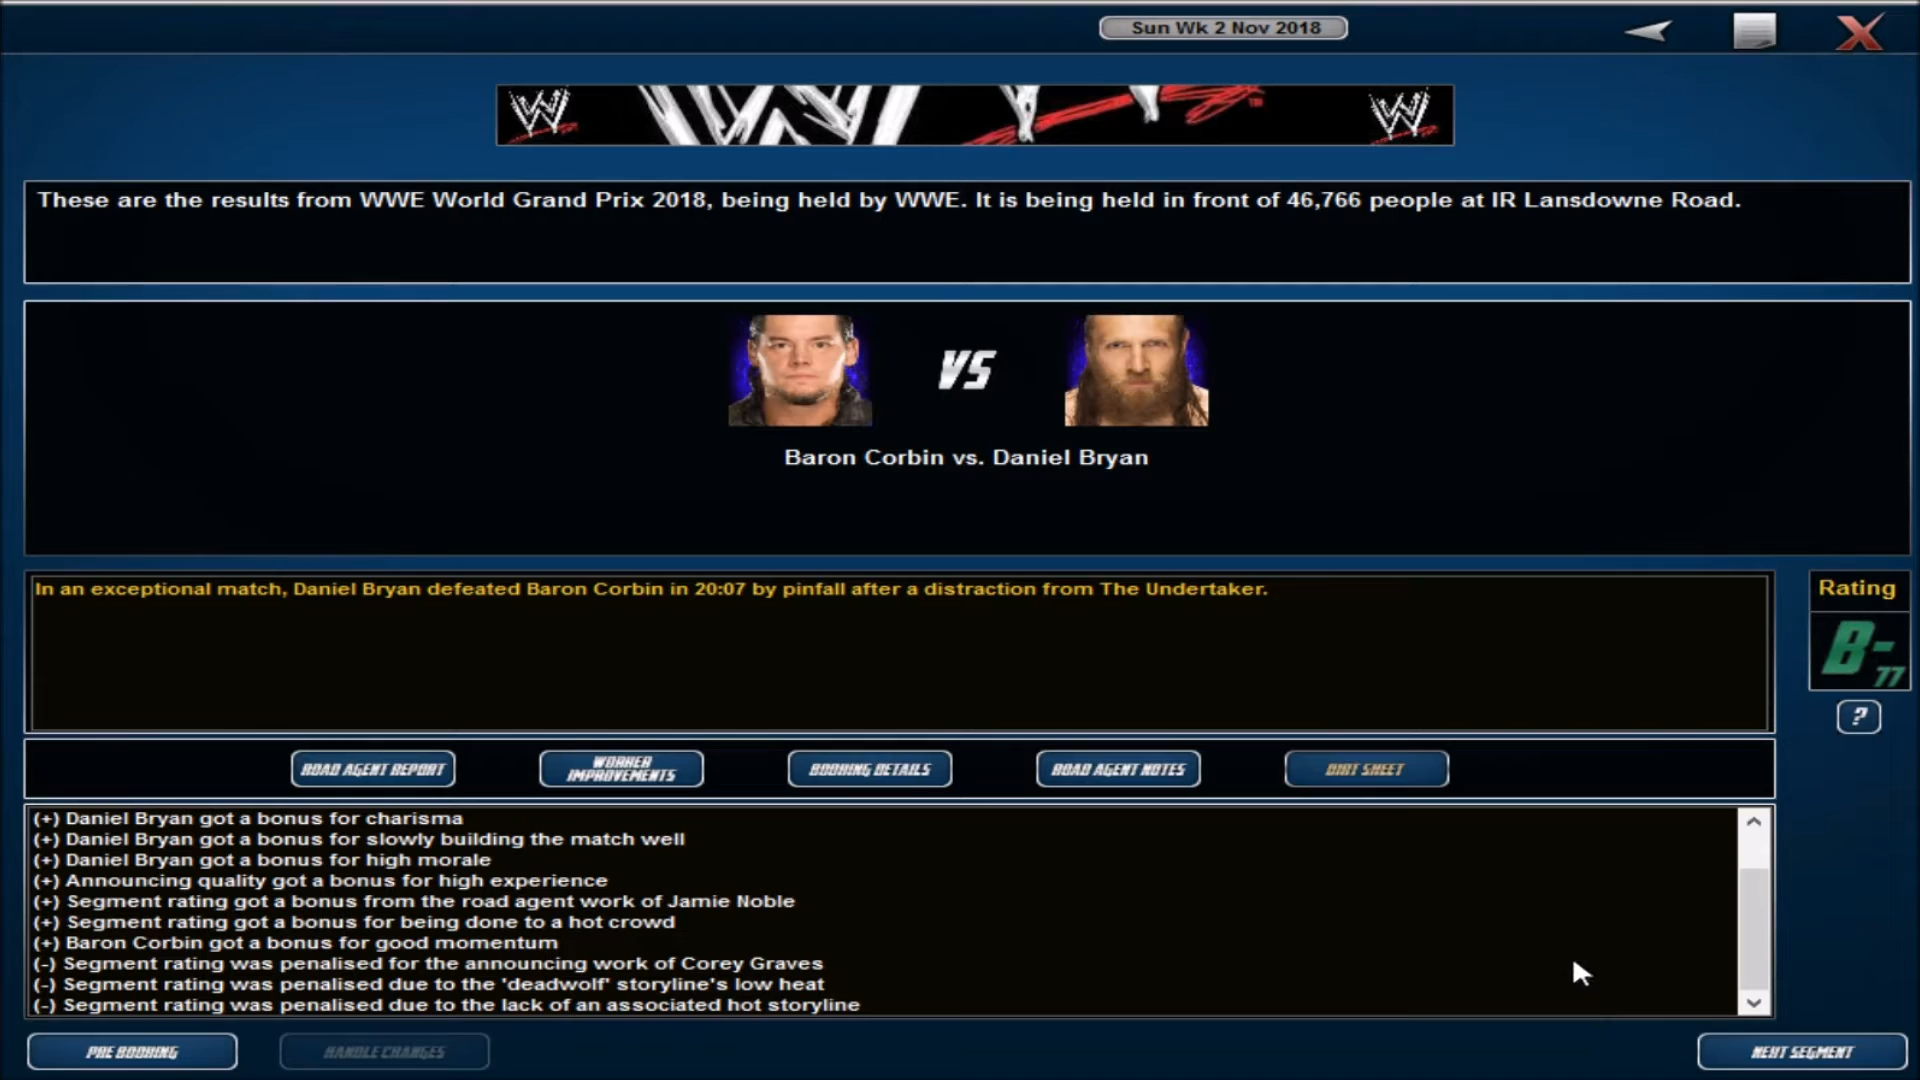 Sun Wk 2 Nov 2018
These are the results from WWE World Grand Prix 2018, being held by WWE. It is being held in front of 46,766 people at IR Lansdowne Road.
VS
Baron Corbin vs. Daniel Bryan
In an exceptional match, Daniel Bryan defeated Baron Corbin in 20:07 by pinfall after a distraction from The Undertaker.
Rating
B-
77
?
ROAD AGENT REPORT
WORKER
IMPROVEMENTS
BOOKING DETAILS
ROAD AGENT NOTES
DIRT SHEET
(+) Daniel Bryan got a bonus for charisma
(+) Daniel Bryan got a bonus for slowly building the match well
(+) Daniel Bryan got a bonus for high morale
(+) Announcing quality got a bonus for high experience
(+) Segment rating got a bonus from the road agent work of Jamie Noble
(+) Segment rating got a bonus for being done to a hot crowd
(+) Baron Corbin got a bonus for good momentum
(-) Segment rating was penalised for the announcing work of Corey Graves
(-) Segment rating was penalised due to the 'deadwolf' storyline's low heat
(-) Segment rating was penalised due to the lack of an associated hot storyline
PRE BOOKING
HANDLE CHANGES
NEXT SEGMENT